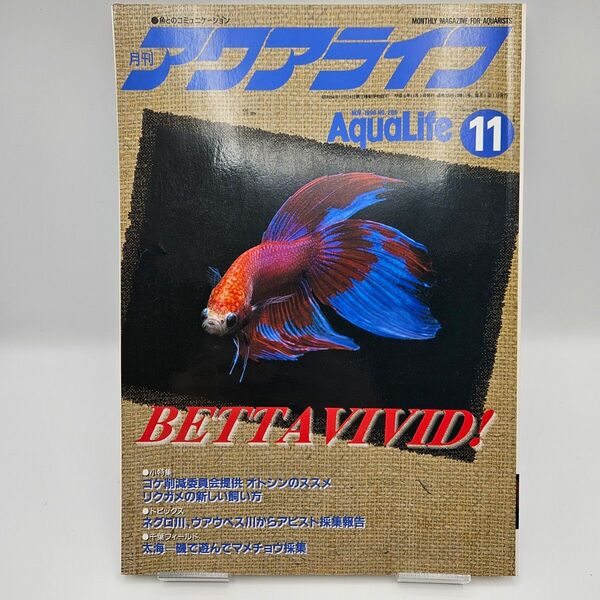 ●魚とのコミュニケーション
MONTHLY MAGAZINE FOR AQUARISTS
月刊
アクアライフ
AquaLife
11
BETTA VIVID!
●小特集
コケ削減委員会提供 オトシンのススメ
リクガメの新しい飼い方
●トピックス
ネグロ川、ウアウペス川からアピスト採集報告
●千葉フィールド
太海 磯で遊んでマメチョウ採集